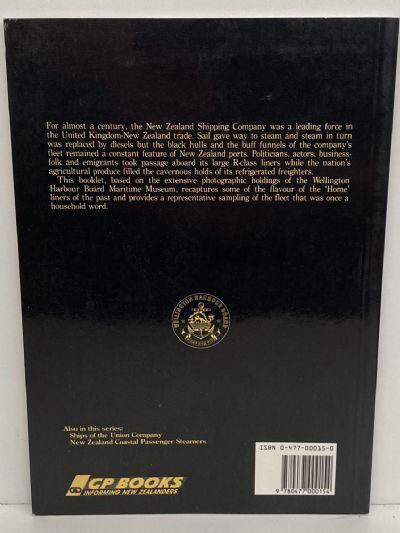 For almost a century, the New Zealand Shipping Company was a leading force in
the United Kingdom-New Zealand trade. Sail gave way to steam and steam in turn
was replaced by diesels but the black hulls and the buff funnels of the company's
fleet remained a constant feature of New Zealand ports. Politicians, actors, business-
folk and emigrants took passage aboard its large R-class liners while the nation's
agricultural produce filled the cavernous holds of its refrigerated freighters.
This booklet, based on the extensive photographic holdings of the Wellington
Harbour Board Maritime Museum, recaptures some of the flavour of the 'Home'
liners of the past and provides a representative sampling of the fleet that was once a
household word.
WELLINGTON HARBOUR BOARD
Also in this series:
Ships of the Union Company
New Zealand Coastal Passenger Steamers
GP BOOKS
INFORMING NEW ZEALANDERS
ISBN 0-477-00015-0
9 780477 000154